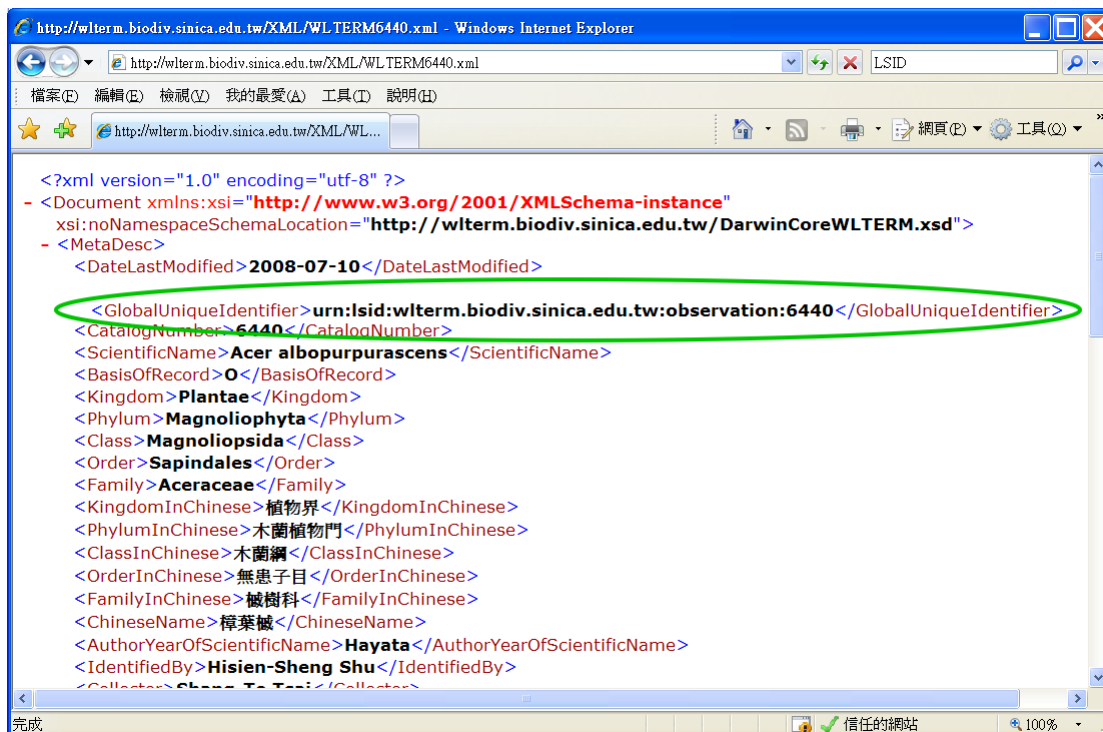 http://wlterm.biodiv.sinica.edu.tw/XML/WLTERM6440.xml - Windows Internet Explorer
http://wlterm.biodiv.sinica.edu.tw/XML/WLTERM6440.xml LSID
檔案(F) 編輯(E) 檢視(V) 我的最愛(A) 工具(T) 說明(H)
http://wlterm.biodiv.sinica.edu.tw/XML/WL... 網頁(P) 工具(O) »
<?xml version="1.0" encoding="utf-8" ?>
- <Document xmlns:xsi="http://www.w3.org/2001/XMLSchema-instance"
xsi:noNamespaceSchemaLocation="http://wlterm.biodiv.sinica.edu.tw/DarwinCoreWLTERM.xsd">
- <MetaDesc>
<DateLastModified>2008-07-10</DateLastModified>
<GlobalUniqueIdentifier>urn:lsid:wlterm.biodiv.sinica.edu.tw:observation:6440</GlobalUniqueIdentifier>
<CatalogNumber>6440</CatalogNumber>
<ScientificName>Acer albopurpurascens</ScientificName>
<BasisOfRecord>O</BasisOfRecord>
<Kingdom>Plantae</Kingdom>
<Phylum>Magnoliophyta</Phylum>
<Class>Magnoliopsida</Class>
<Order>Sapindales</Order>
<Family>Aceraceae</Family>
<KingdomInChinese>植物界</KingdomInChinese>
<PhylumInChinese>木蘭植物門</PhylumInChinese>
<ClassInChinese>木蘭綱</ClassInChinese>
<OrderInChinese>無患子目</OrderInChinese>
<FamilyInChinese>槭樹科</FamilyInChinese>
<ChineseName>樟葉槭</ChineseName>
<AuthorYearOfScientificName>Hayata</AuthorYearOfScientificName>
<IdentifiedBy>Hisien-Sheng Shu</IdentifiedBy>
<Collector>Shang-Te Tsai</Collector>
完成 信任的網站 100%